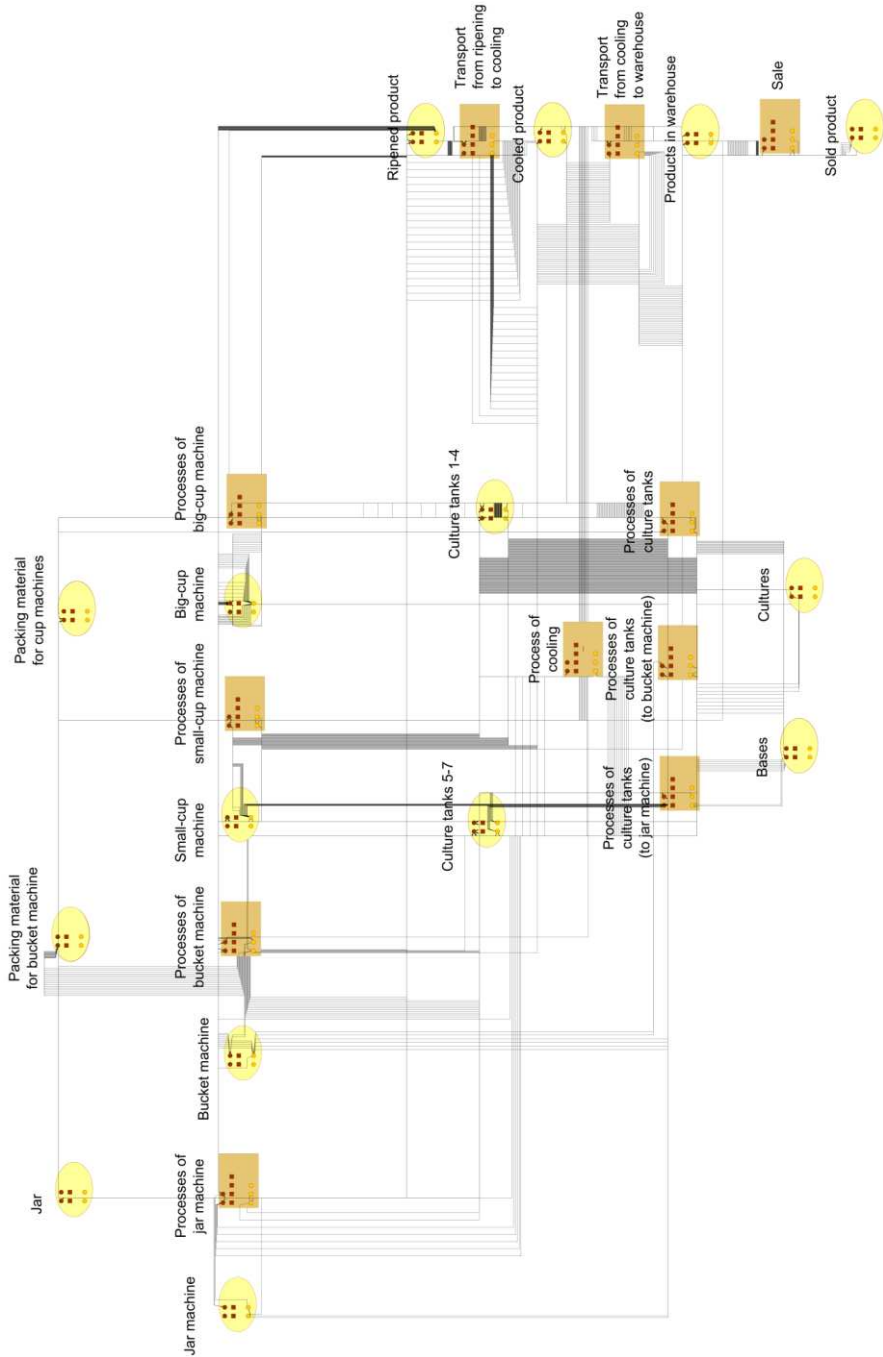 Jar
Packing material
for bucket machine
Packing material
for cup machines
Jar machine
Processes of
jar machine
Bucket machine
Processes of
bucket machine
Small-cup
machine
Processes of
small-cup machine
Big-cup
machine
Processes of
big-cup machine
Ripened product
Transport
from ripening
to cooling
Culture tanks 5-7
Culture tanks 1-4
Cooled product
Process of
cooling
Transport
from cooling
to warehouse
Processes of
culture tanks
(to jar machine)
Processes of
culture tanks
(to bucket machine)
Processes of
culture tanks
Products in warehouse
Bases
Cultures
Sale
Sold product